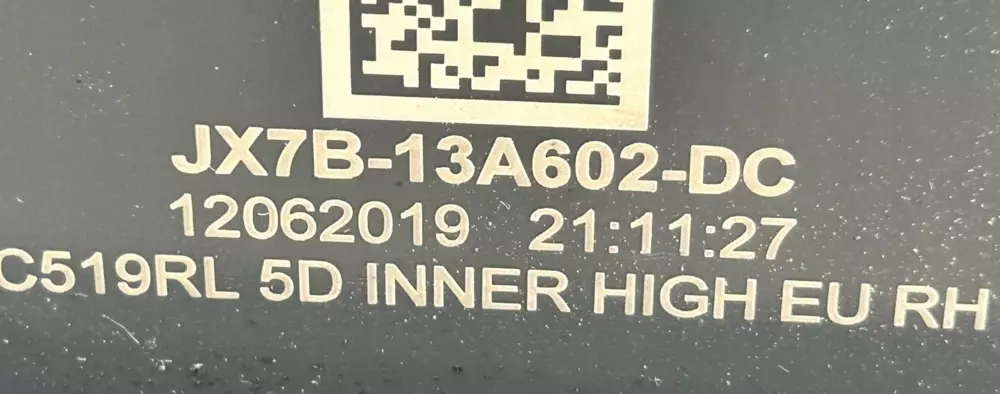 JX7B-13A602-DC
12062019 21:11:27
C519RL 5D INNER HIGH EU RH